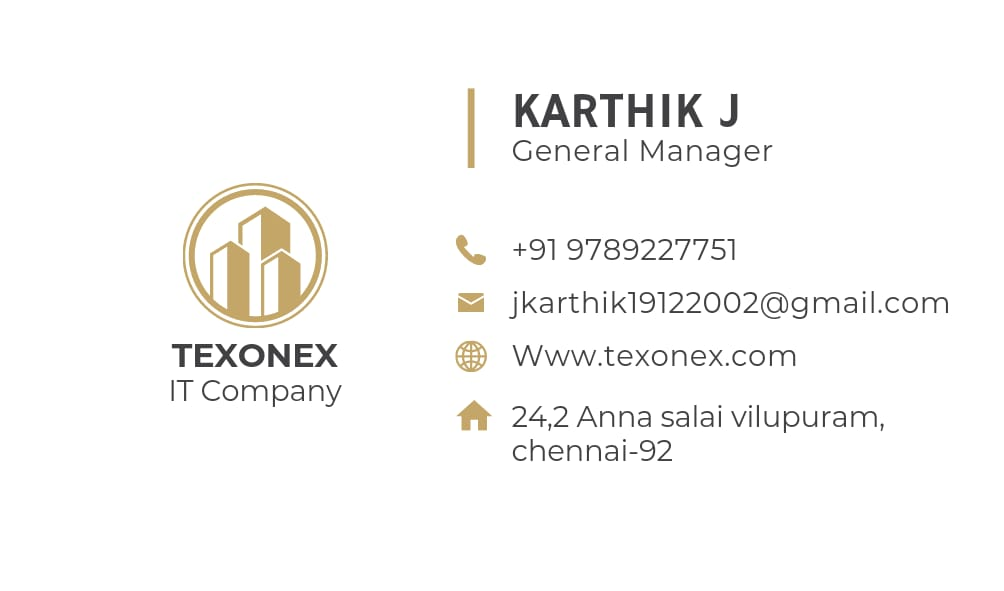 KARTHIK J
General Manager
TEXONEX
IT Company
+91 9789227751
jkarthik19122002@gmail.com
Www.texonex.com
24,2 Anna salai vilupuram,
chennai-92